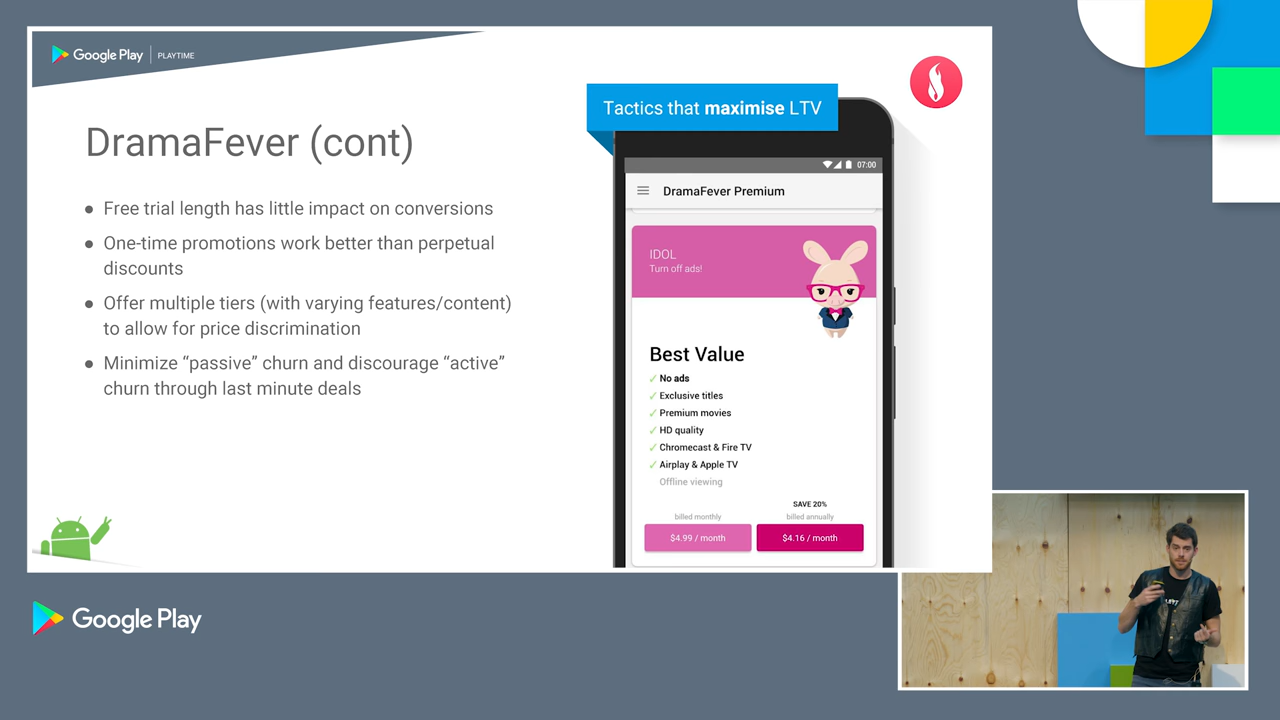 Google Play | PLAYTIME
DramaFever (cont)
● Free trial length has little impact on conversions
● One-time promotions work better than perpetual
discounts
● Offer multiple tiers (with varying features/content)
to allow for price discrimination
● Minimize “passive” churn and discourage “active”
churn through last minute deals
Tactics that maximise LTV
07:00
DramaFever Premium
IDOL
Turn off ads!
Best Value
✓ No ads
✓ Exclusive titles
✓ Premium movies
✓ HD quality
✓ Chromecast & Fire TV
✓ Airplay & Apple TV
Offline viewing
SAVE 20%
billed monthly
billed annually
$4.99 / month
$4.16 / month
Google Play